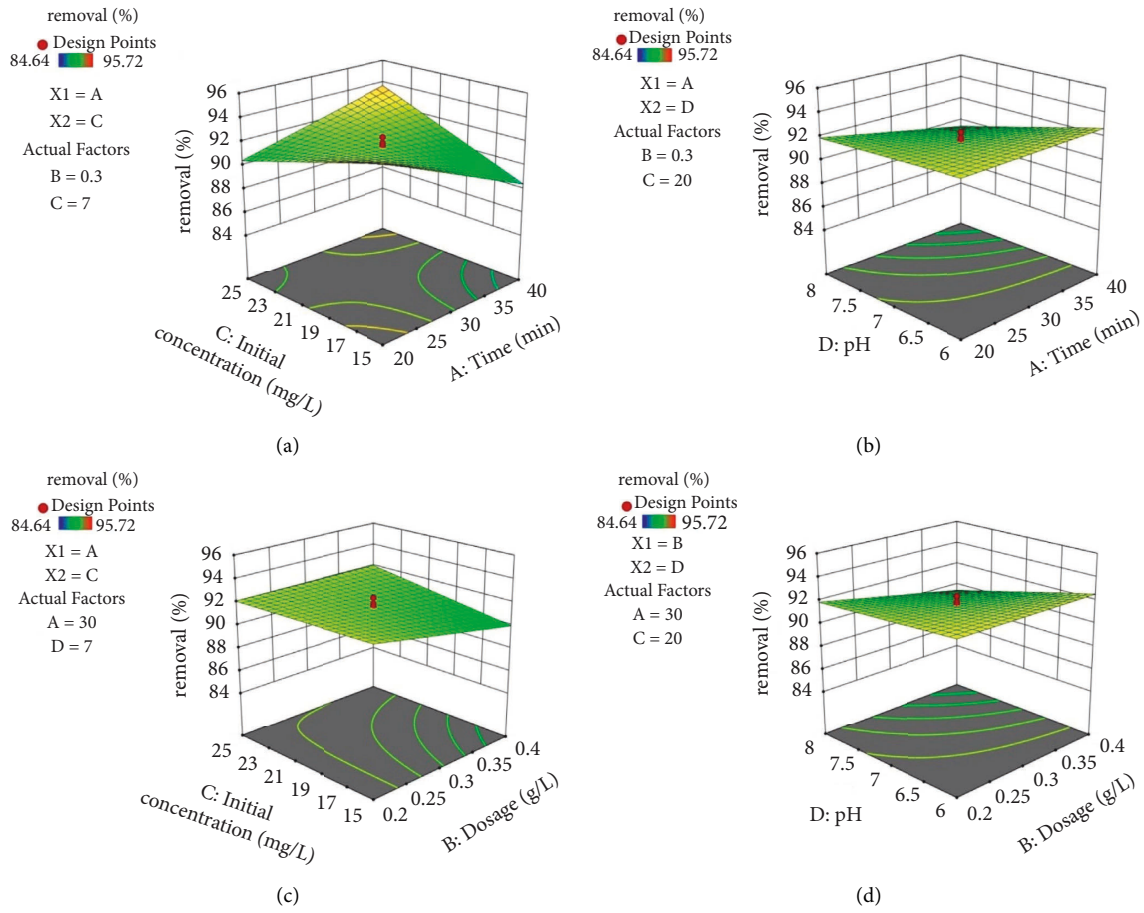 removal (%)
Design Points
84.64 95.72
X1 = A
X2 = C
Actual Factors
B = 0.3
C = 7
removal (%)
96
94
92
90
88
86
84
25
23
21
19
17
15
C: Initial
concentration (mg/L)
20
25
30
35
40
A: Time (min)
(a)
removal (%)
Design Points
84.64 95.72
X1 = A
X2 = D
Actual Factors
B = 0.3
C = 20
removal (%)
96
94
92
90
88
86
84
8
7.5
7
6.5
6
D: pH
20
25
30
35
40
A: Time (min)
(b)
removal (%)
Design Points
84.64 95.72
X1 = A
X2 = C
Actual Factors
A = 30
D = 7
removal (%)
96
94
92
90
88
86
84
25
23
21
19
17
15
C: Initial
concentration (mg/L)
0.2
0.25
0.3
0.35
0.4
B: Dosage (g/L)
(c)
removal (%)
Design Points
84.64 95.72
X1 = B
X2 = D
Actual Factors
A = 30
C = 20
removal (%)
96
94
92
90
88
86
84
8
7.5
7
6.5
6
D: pH
0.2
0.25
0.3
0.35
0.4
B: Dosage (g/L)
(d)